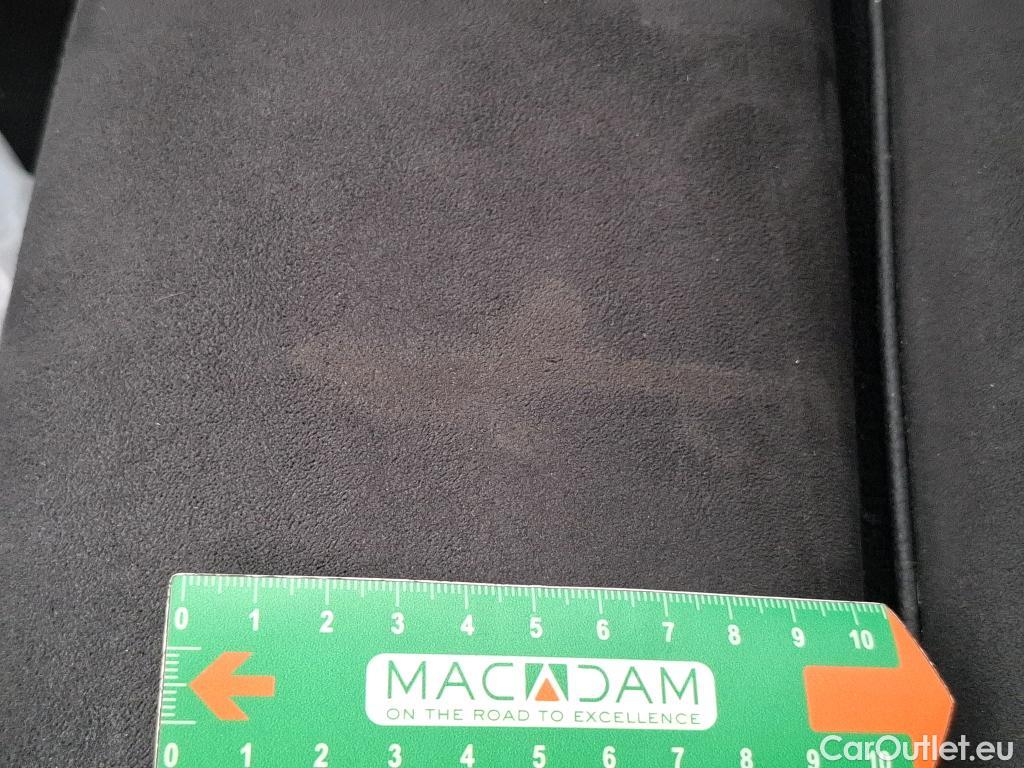 0 1 2 3 4 5 6 7 8 9 10
MACADAM
ON THE ROAD TO EXCELLENCE
0 1 2 3 4 5 6 7 8 9 10
CarOutlet.eu